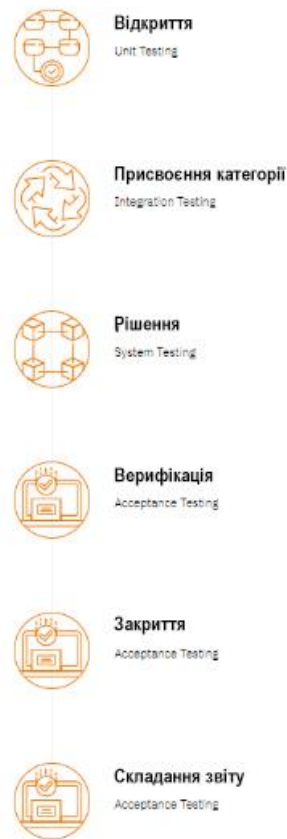 Відкриття
Unit Testing
Присвоєння категорії
Integration Testing
Рішення
System Testing
Верифікація
Acceptance Testing
Закриття
Acceptance Testing
Складання звіту
Acceptance Testing